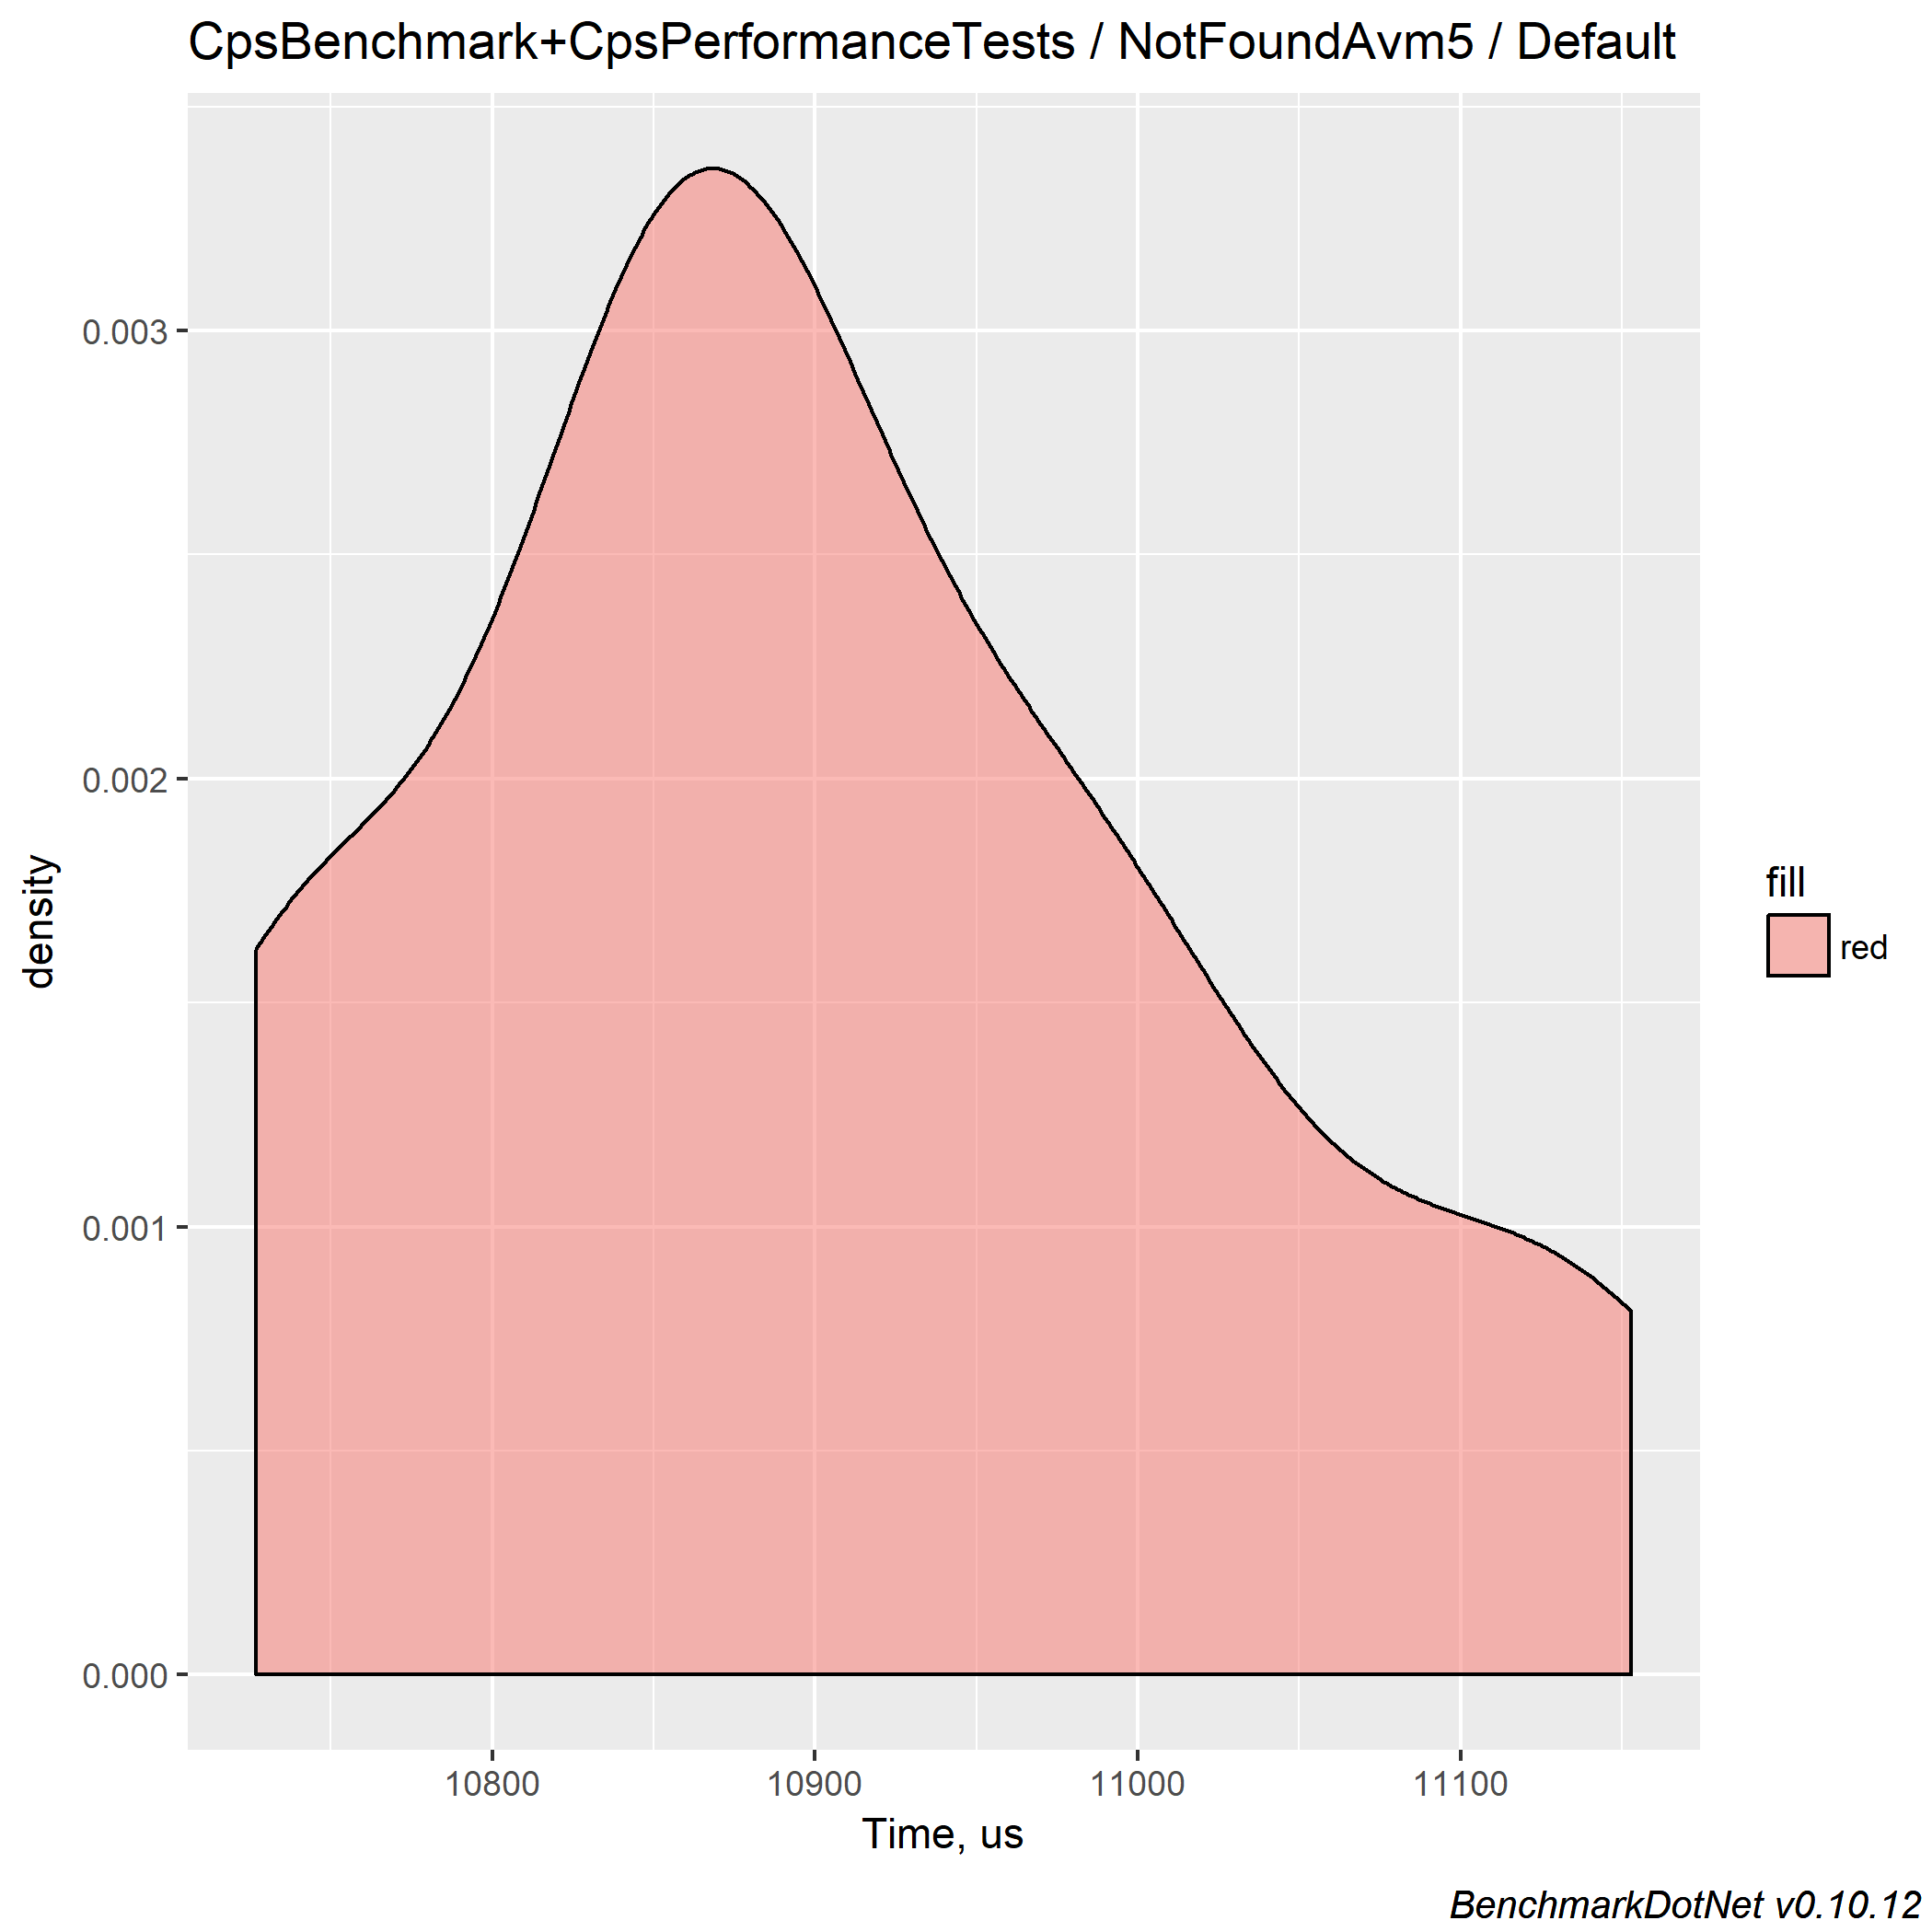 CpsBenchmark+CpsPerformanceTests / NotFoundAvm5 / Default
0.003
0.002
0.001
0.000
density
10800 10900 11000 11100
Time, us
fill
red
BenchmarkDotNet v0.10.12